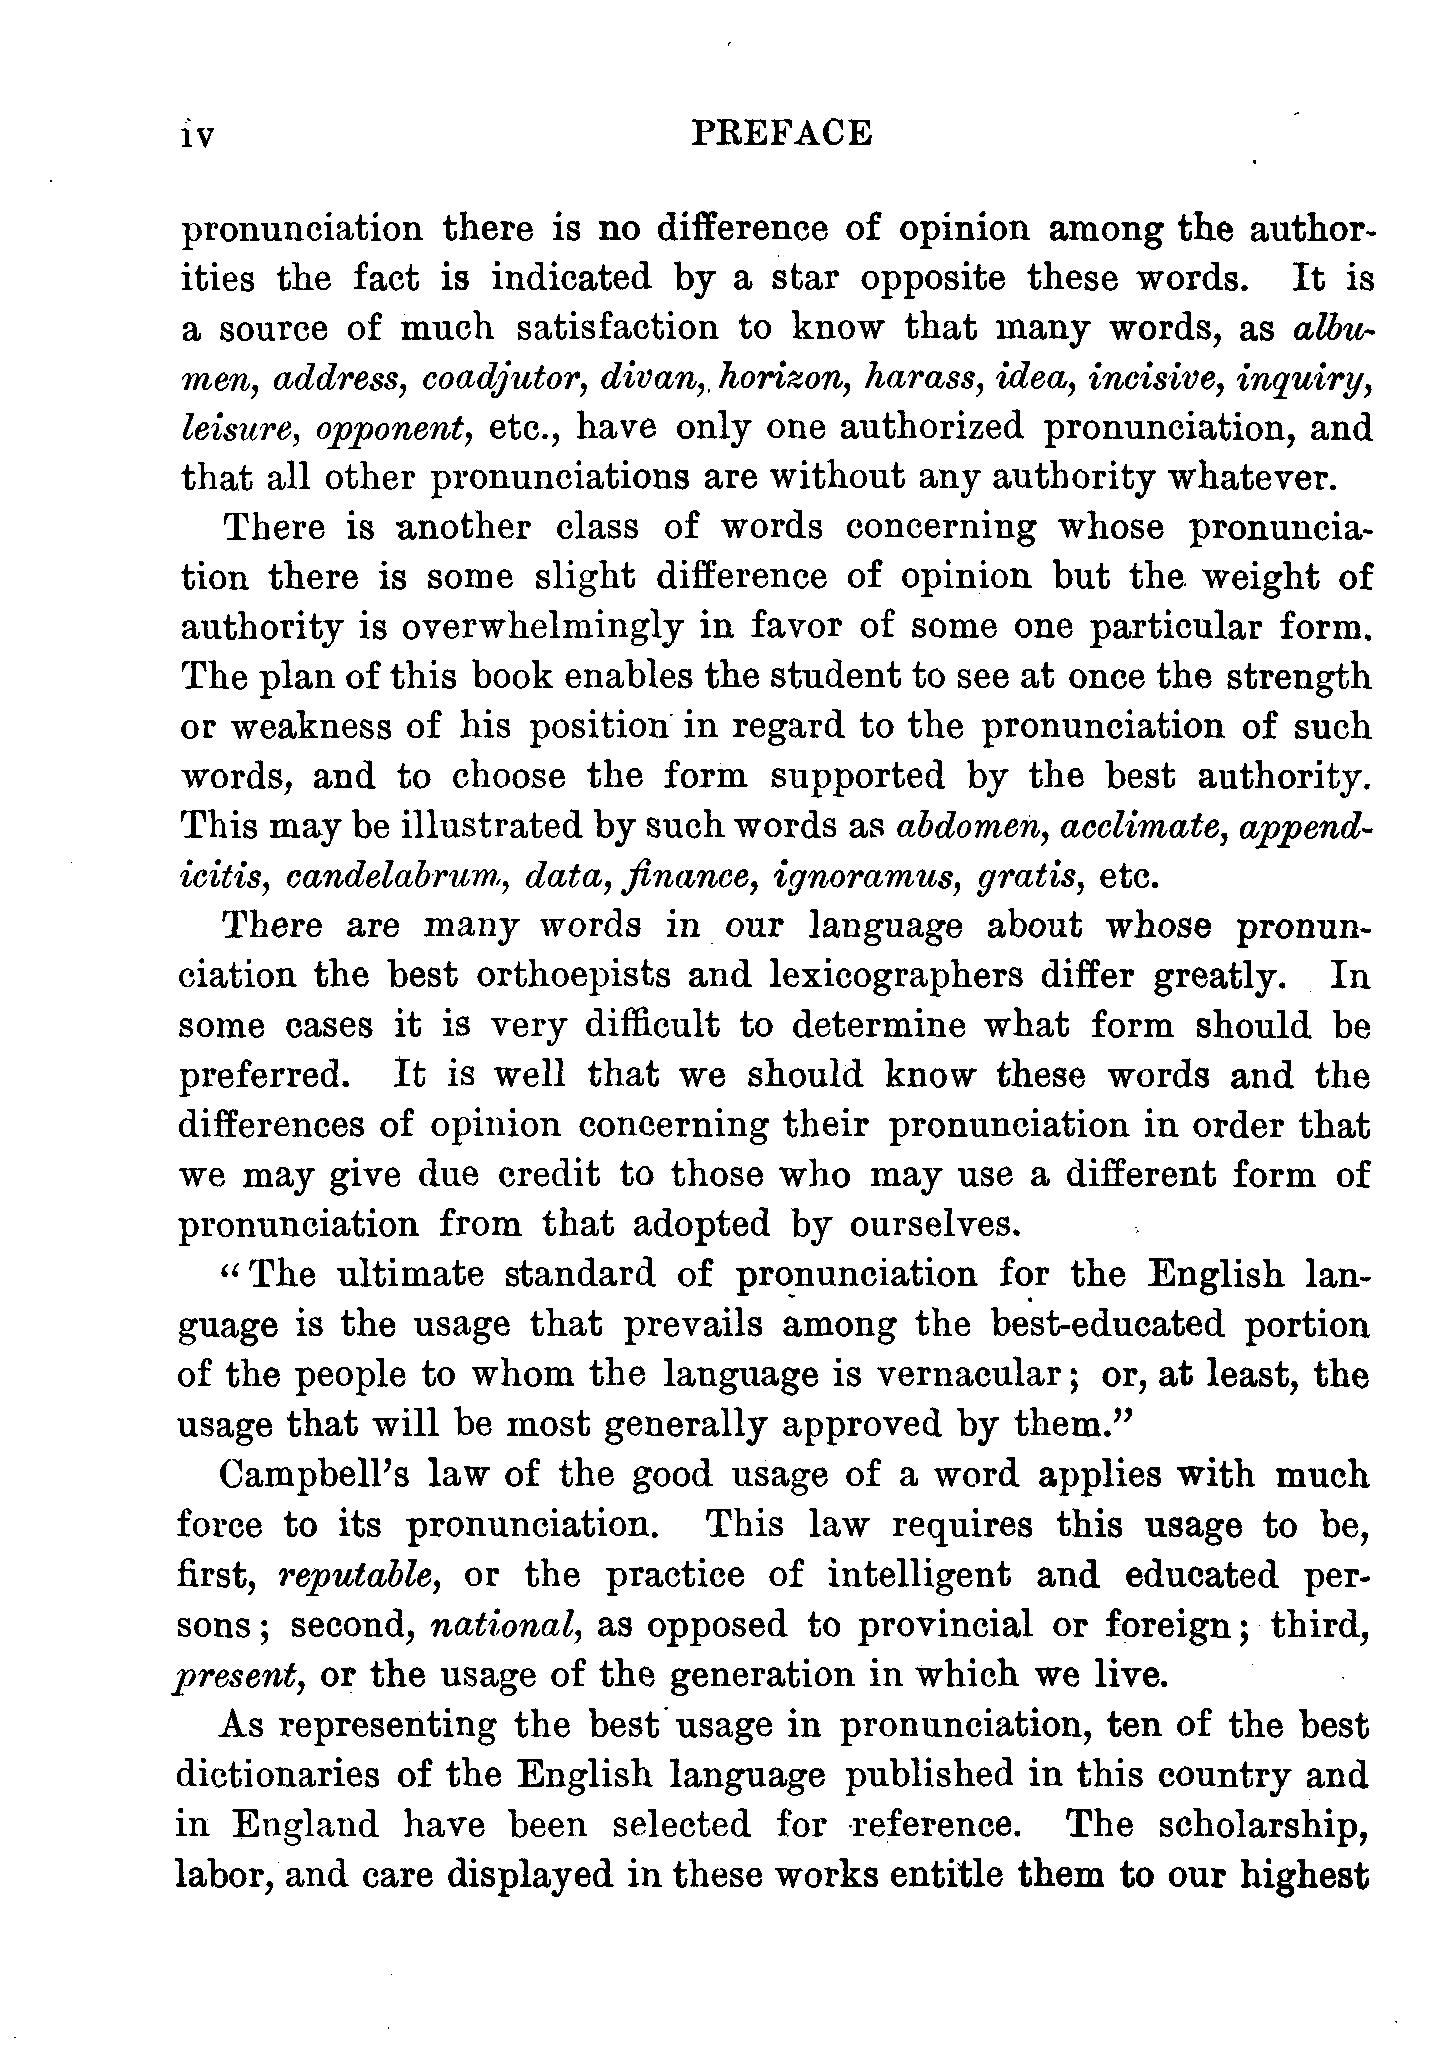 iv
PREFACE
pronunciation there is no difference of opinion among the author-
ities the fact is indicated by a star opposite these words. It is
a source of much satisfaction to know that many words, as albu-
men, address, coadjutor, divan, horizon, harass, idea, incisive, inquiry,
leisure, opponent, etc., have only one authorized pronunciation, and
that all other pronunciations are without any authority whatever.
There is another class of words concerning whose pronuncia-
tion there is some slight difference of opinion but the weight of
authority is overwhelmingly in favor of some one particular form.
The plan of this book enables the student to see at once the strength
or weakness of his position in regard to the pronunciation of such
words, and to choose the form supported by the best authority.
This may be illustrated by such words as abdomen, acclimate, append-
icitis, candelabrum, data, finance, ignoramus, gratis, etc.
There are many words in our language about whose pronun-
ciation the best orthoepists and lexicographers differ greatly. In
some cases it is very difficult to determine what form should be
preferred. It is well that we should know these words and the
differences of opinion concerning their pronunciation in order that
we may give due credit to those who may use a different form of
pronunciation from that adopted by ourselves.
“The ultimate standard of pronunciation for the English lan-
guage is the usage that prevails among the best-educated portion
of the people to whom the language is vernacular; or, at least, the
usage that will be most generally approved by them.”
Campbell's law of the good usage of a word applies with much
force to its pronunciation. This law requires this usage to be,
first, reputable, or the practice of intelligent and educated per-
sons; second, national, as opposed to provincial or foreign; third,
present, or the usage of the generation in which we live.
As representing the best usage in pronunciation, ten of the best
dictionaries of the English language published in this country and
in England have been selected for reference. The scholarship,
labor, and care displayed in these works entitle them to our highest